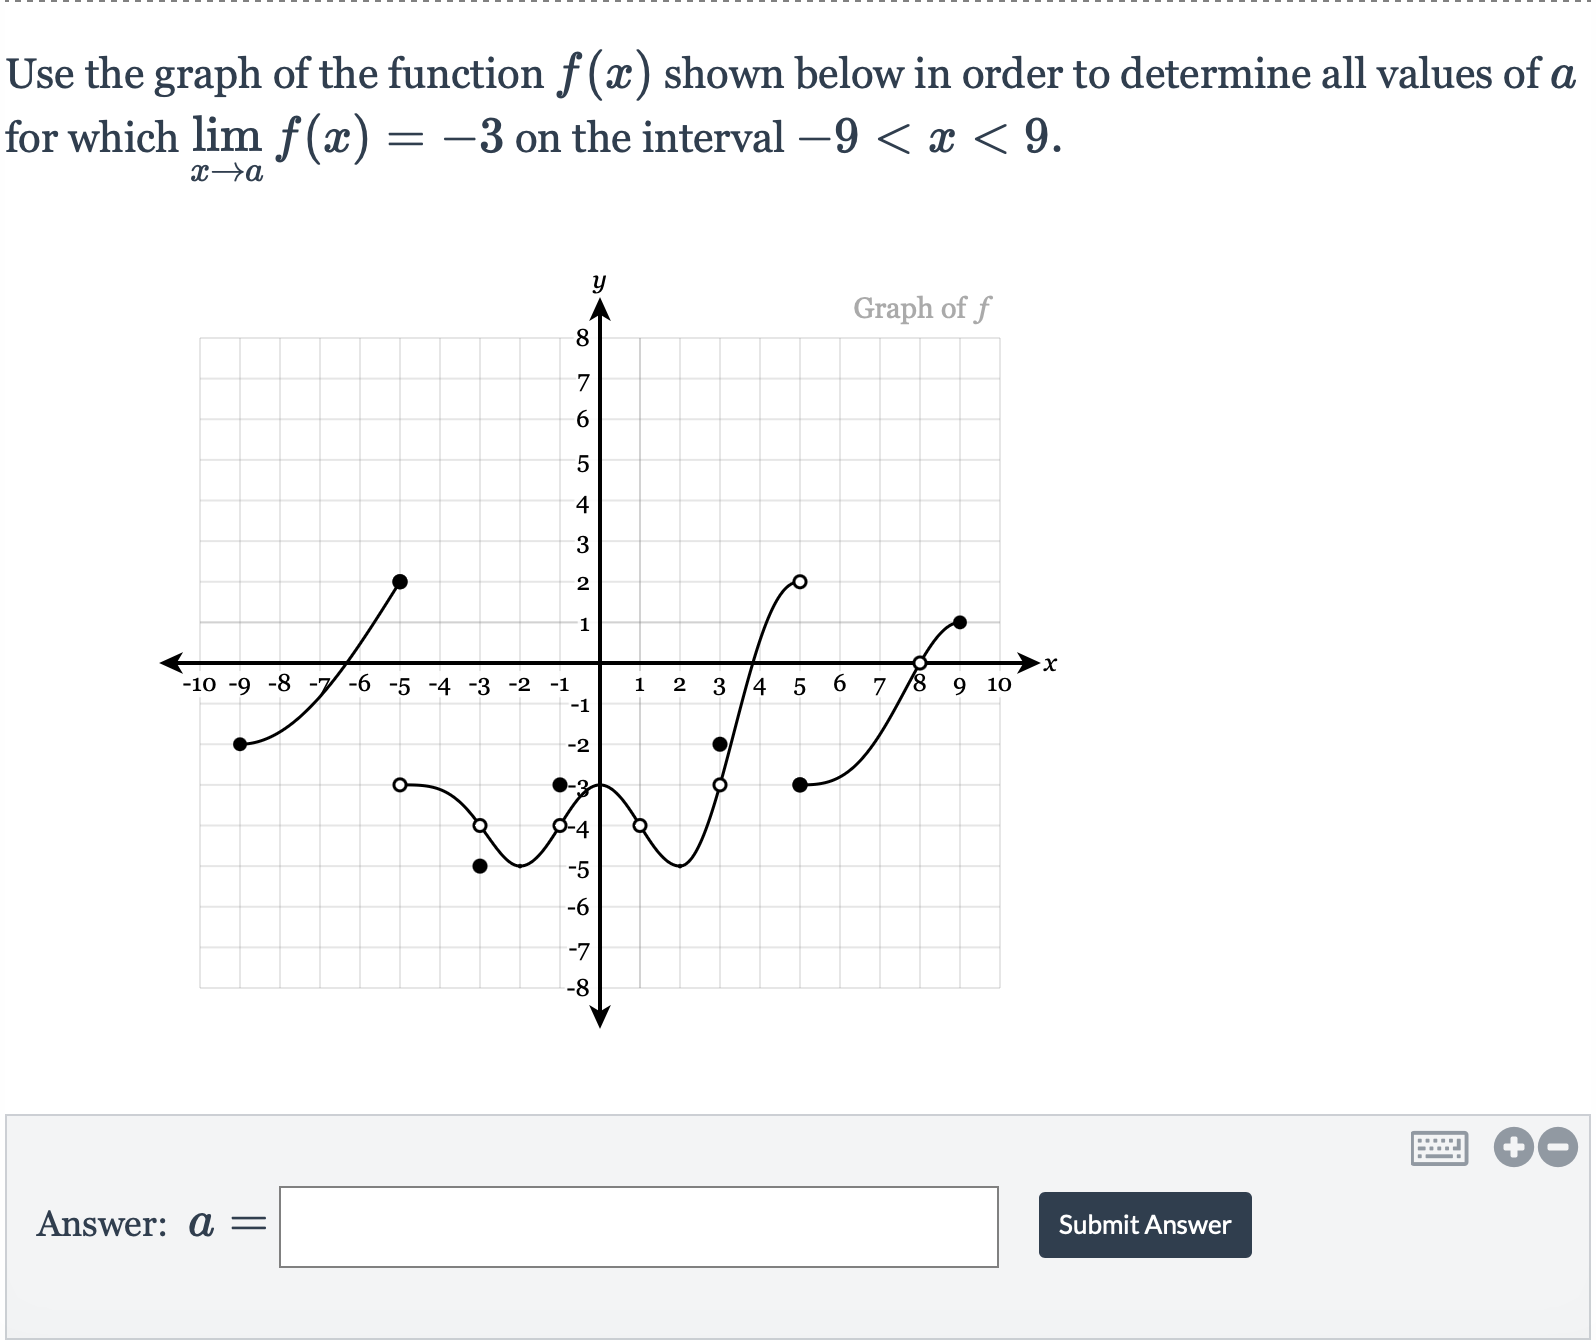 Use the graph of the function f(x) shown below in order to determine all values of a
for which lim x→a f(x) = −3 on the interval −9 < x < 9.
y
Graph of f
8
7
6
5
4
3
2
1
x
-10 -9 -8 -7 -6 -5 -4 -3 -2 -1 1 2 3 4 5 6 7 8 9 10
-1
-2
-3
-4
-5
-6
-7
-8
Answer: a =
Submit Answer